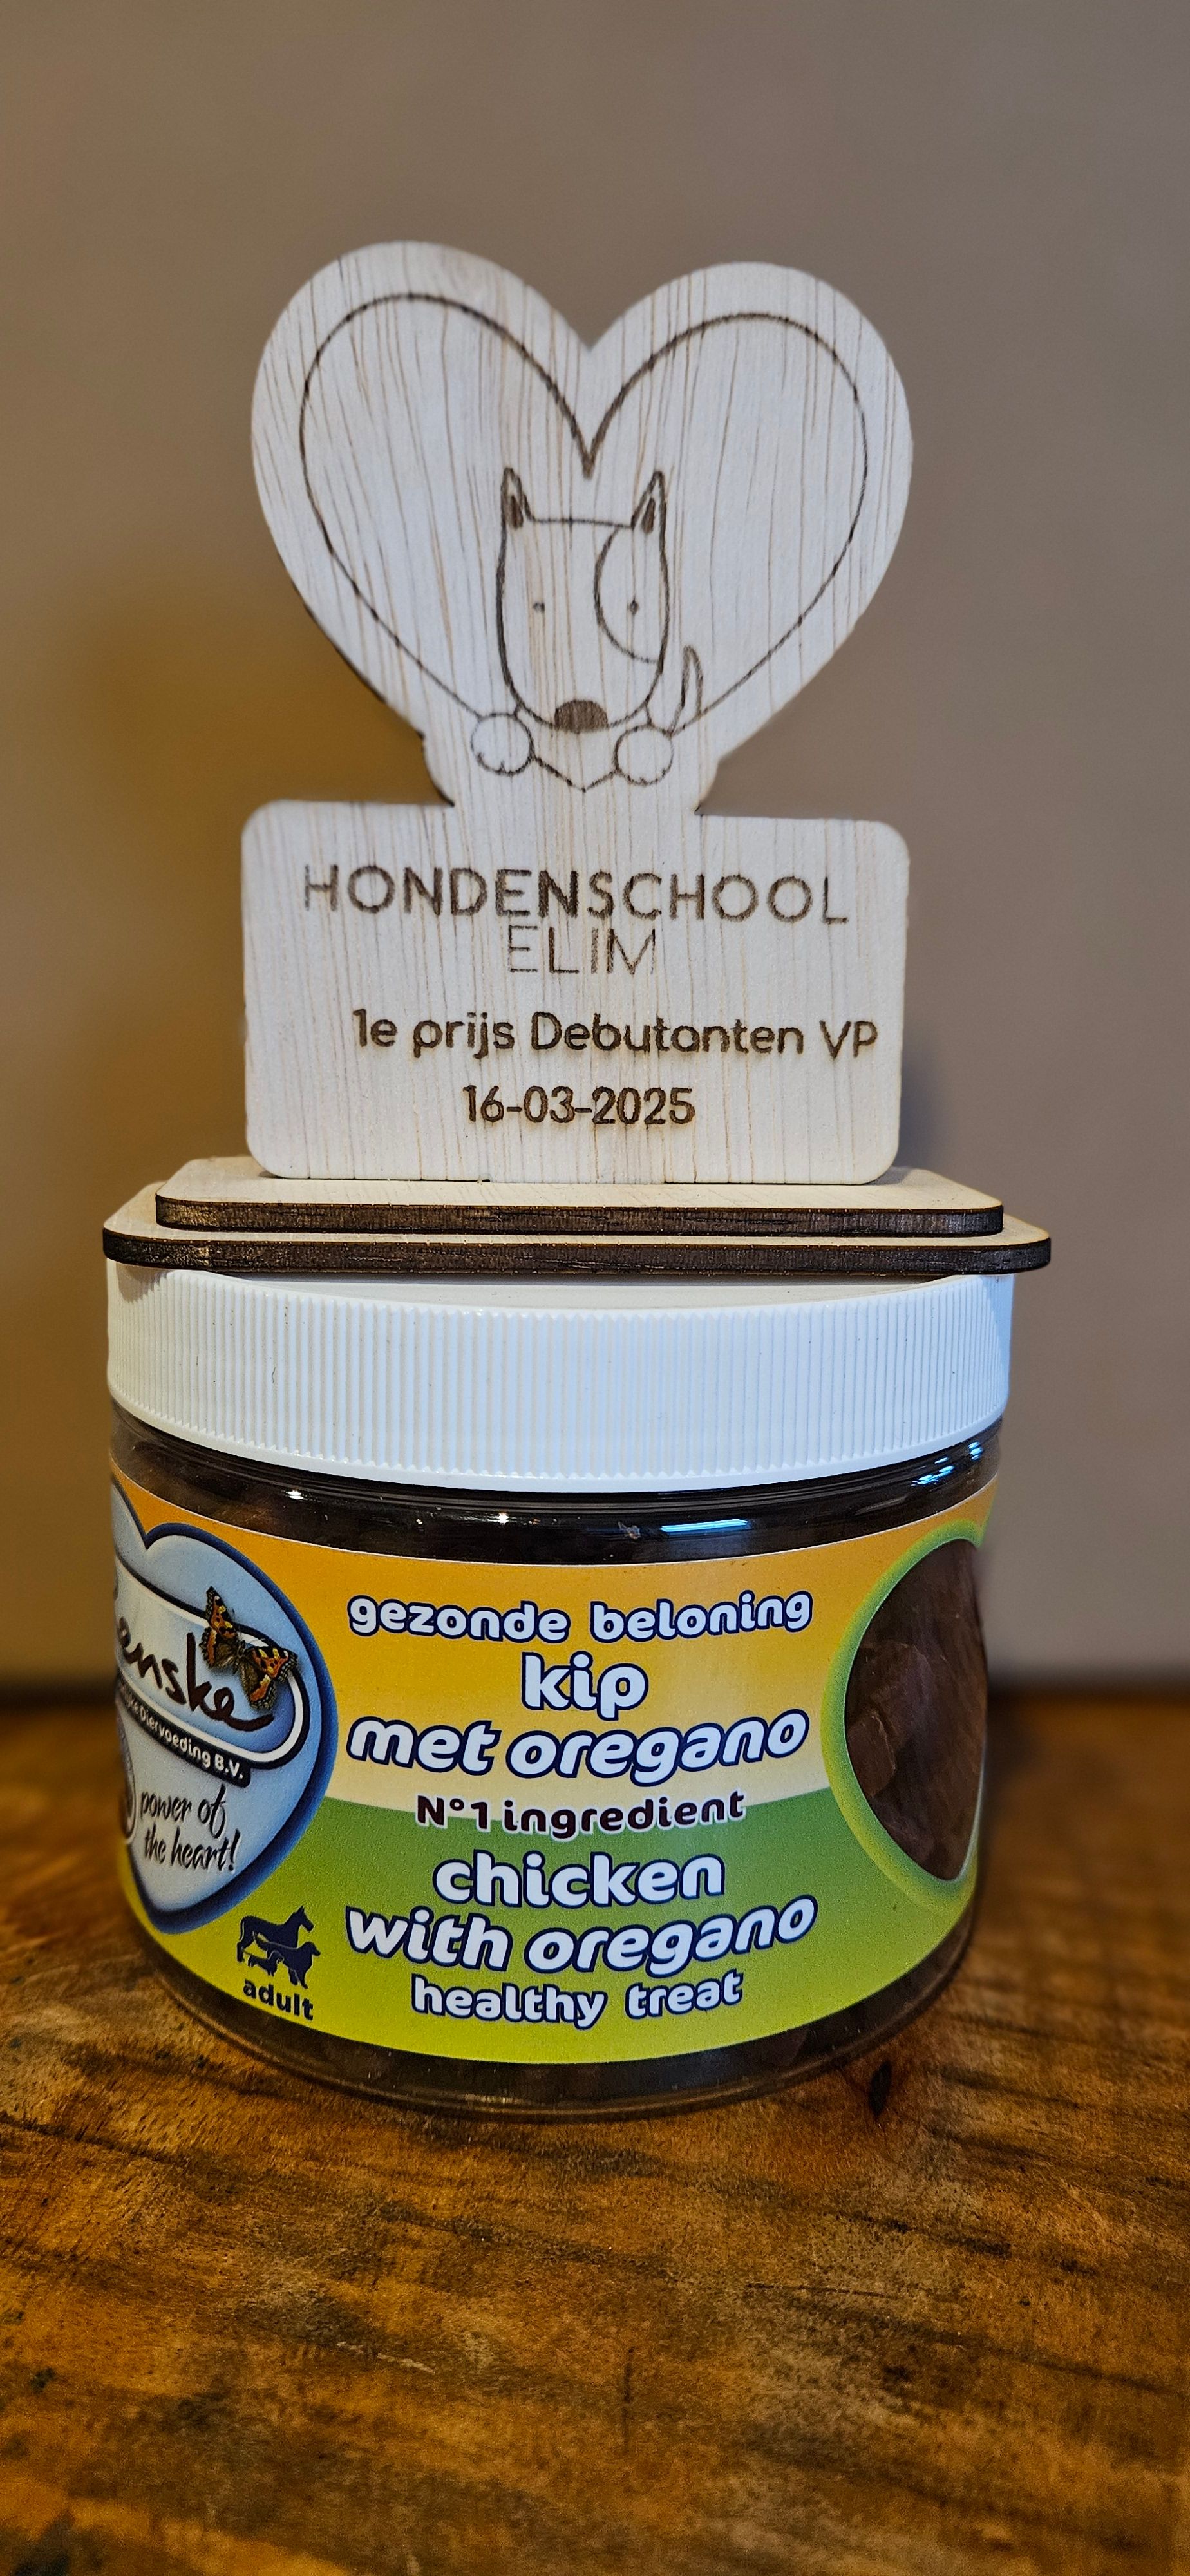 HONDENSCHOOL
ELIM
1e prijs Debutanten VP
16-03-2025
gezonde beloning
kip
met oregano
N°1 ingredient
chicken
with oregano
healthy treat
Diervoeding B.V.
power of
the heart!
adult